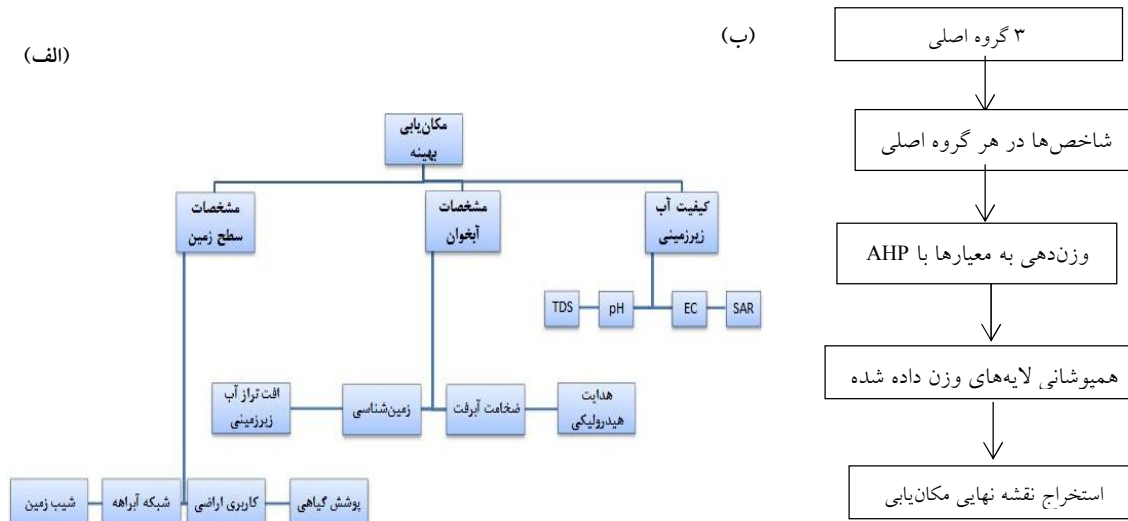 (الف)
(ب)
مکان‌یابی
بهینه
مشخصات
سطح زمین
مشخصات
آبخوان
کیفیت آب
زیرزمینی
TDS
pH
EC
SAR
افت تراز آب
زیرزمینی
زمین‌شناسی
ضخامت آبرفت
هدایت
هیدرولیکی
شیب زمین
شبکه آبراهه
کاربری اراضی
پوشش گیاهی
۳ گروه اصلی
شاخص‌ها در هر گروه اصلی
وزن‌دهی به معیارها با AHP
همپوشانی لایه‌های وزن داده شده
استخراج نقشه نهایی مکان‌یابی